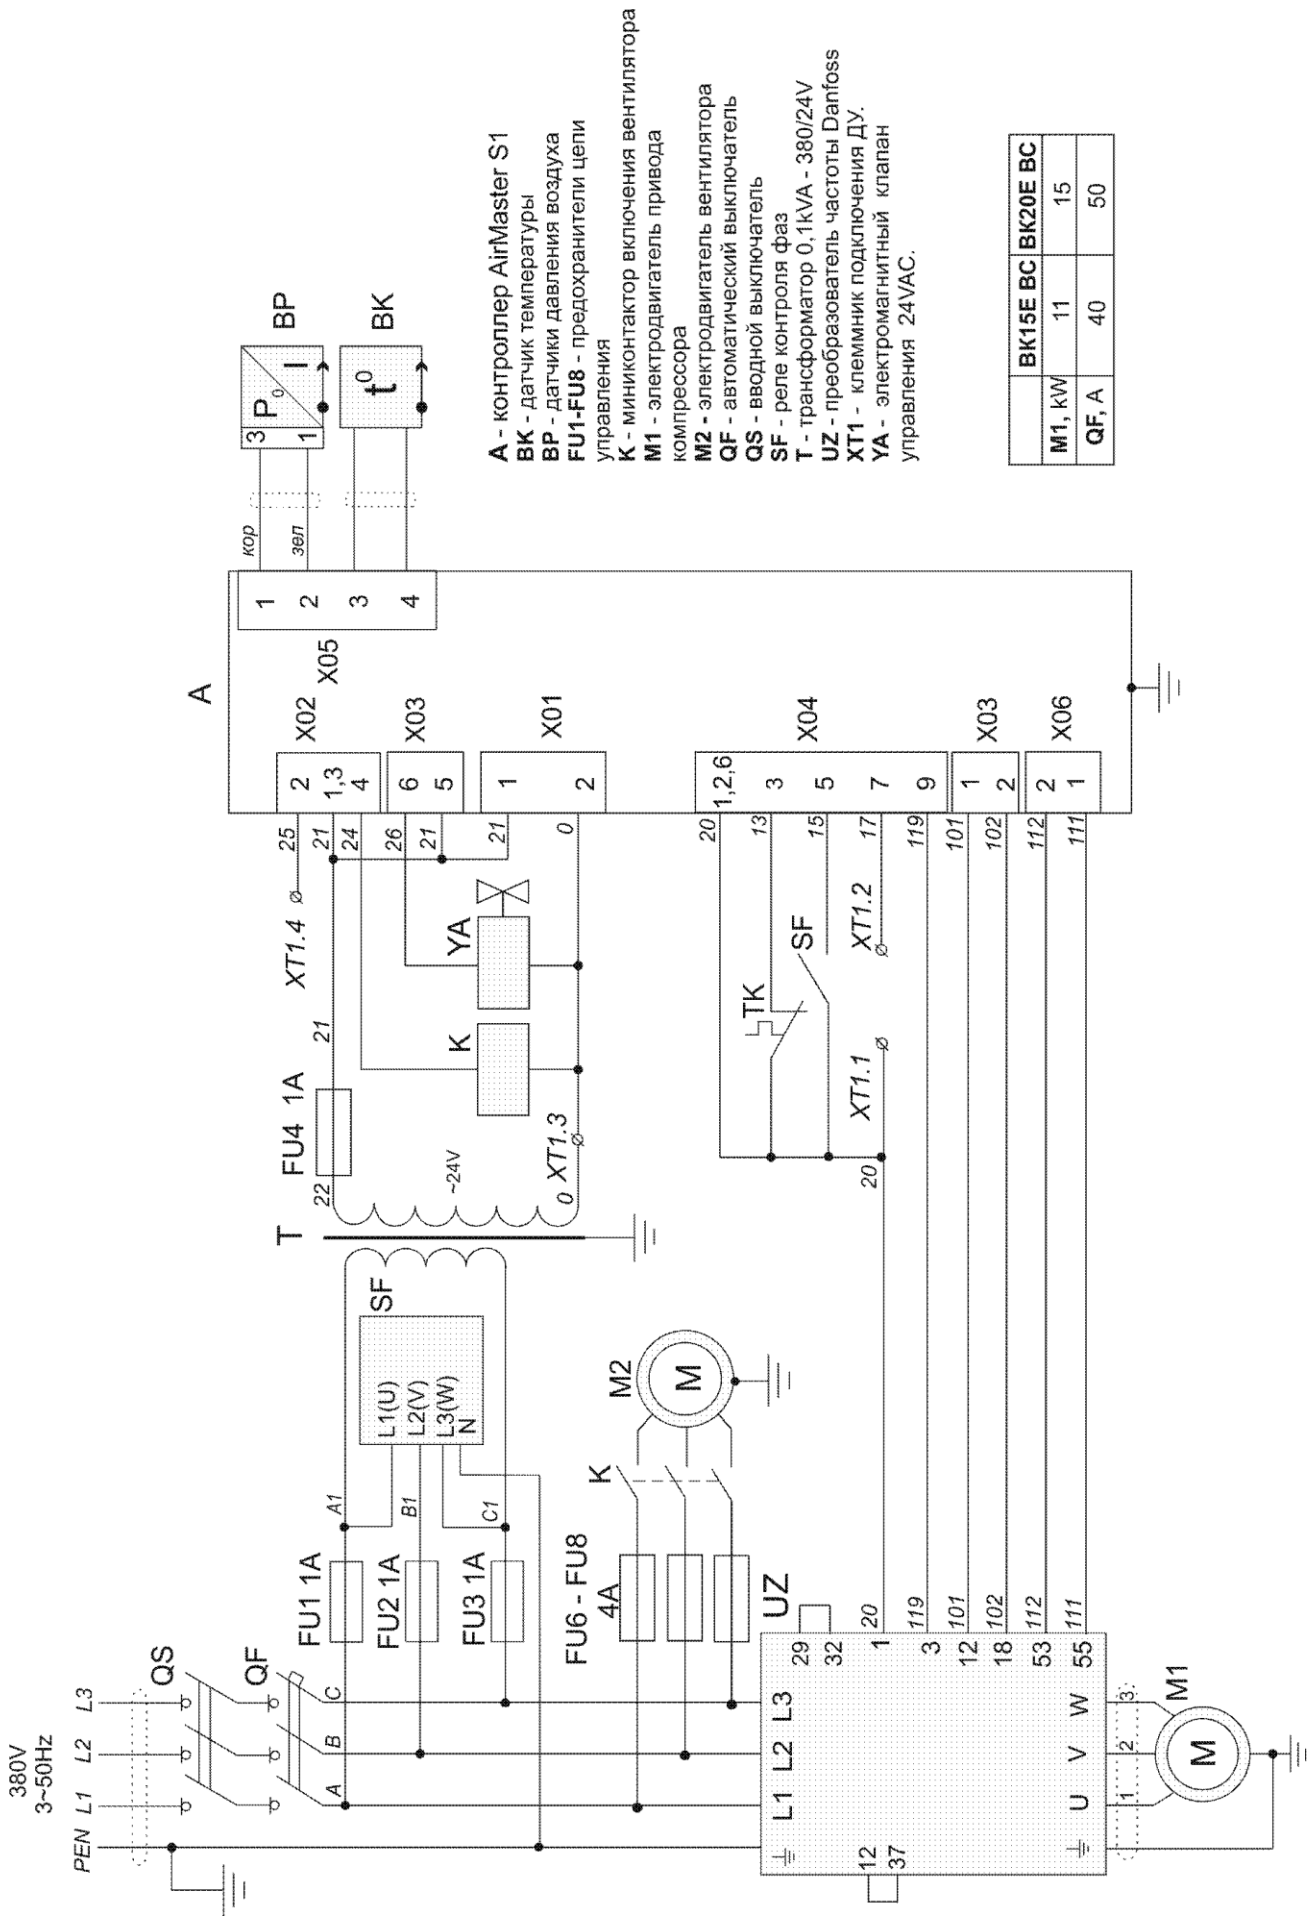 380V
3~50Hz
PEN
L1
L2
L3
QS
QF
A
B
C
FU1 1A
FU2 1A
FU3 1A
A1
B1
C1
SF
L1(U)
L2(V)
L3(W)
N
T
22
FU4 1A
21
~24V
0
XT1.3
XT1.4
K
YA
25
21
24
26
21
21
0
A
X02
2
1,3
4
X03
6
5
X01
1
2
X05
1
2
3
4
кор
зел
3
1
P
0
I
BP
t⁰
BK
FU6 - FU8
4A
K
M2
M
TK
SF
XT1.1
XT1.2
20
20
13
15
17
119
101
102
112
111
X04
1,2,6
3
5
7
9
X03
1
2
X06
2
1
UZ
L1
L2
L3
29
32
1
3
12
18
53
55
20
119
101
102
112
111
12
37
U
V
W
1
2
3
M1
M
A - контроллер AirMaster S1
BK - датчик температуры
BP - датчики давления воздуха
FU1-FU8 - предохранители цепи
управления
K - миниконтактор включения вентилятора
M1 - электродвигатель привода
компрессора
M2 - электродвигатель вентилятора
QF - автоматический выключатель
QS - вводной выключатель
SF - реле контроля фаз
T - трансформатор 0,1kVA - 380/24V
UZ - преобразователь частоты Danfoss
XT1 - клеммник подключения ДУ.
YA - электромагнитный клапан
управления 24VAC.
ВК15Е ВС ВК20Е ВС
M1, kW 11 15
QF, A 40 50